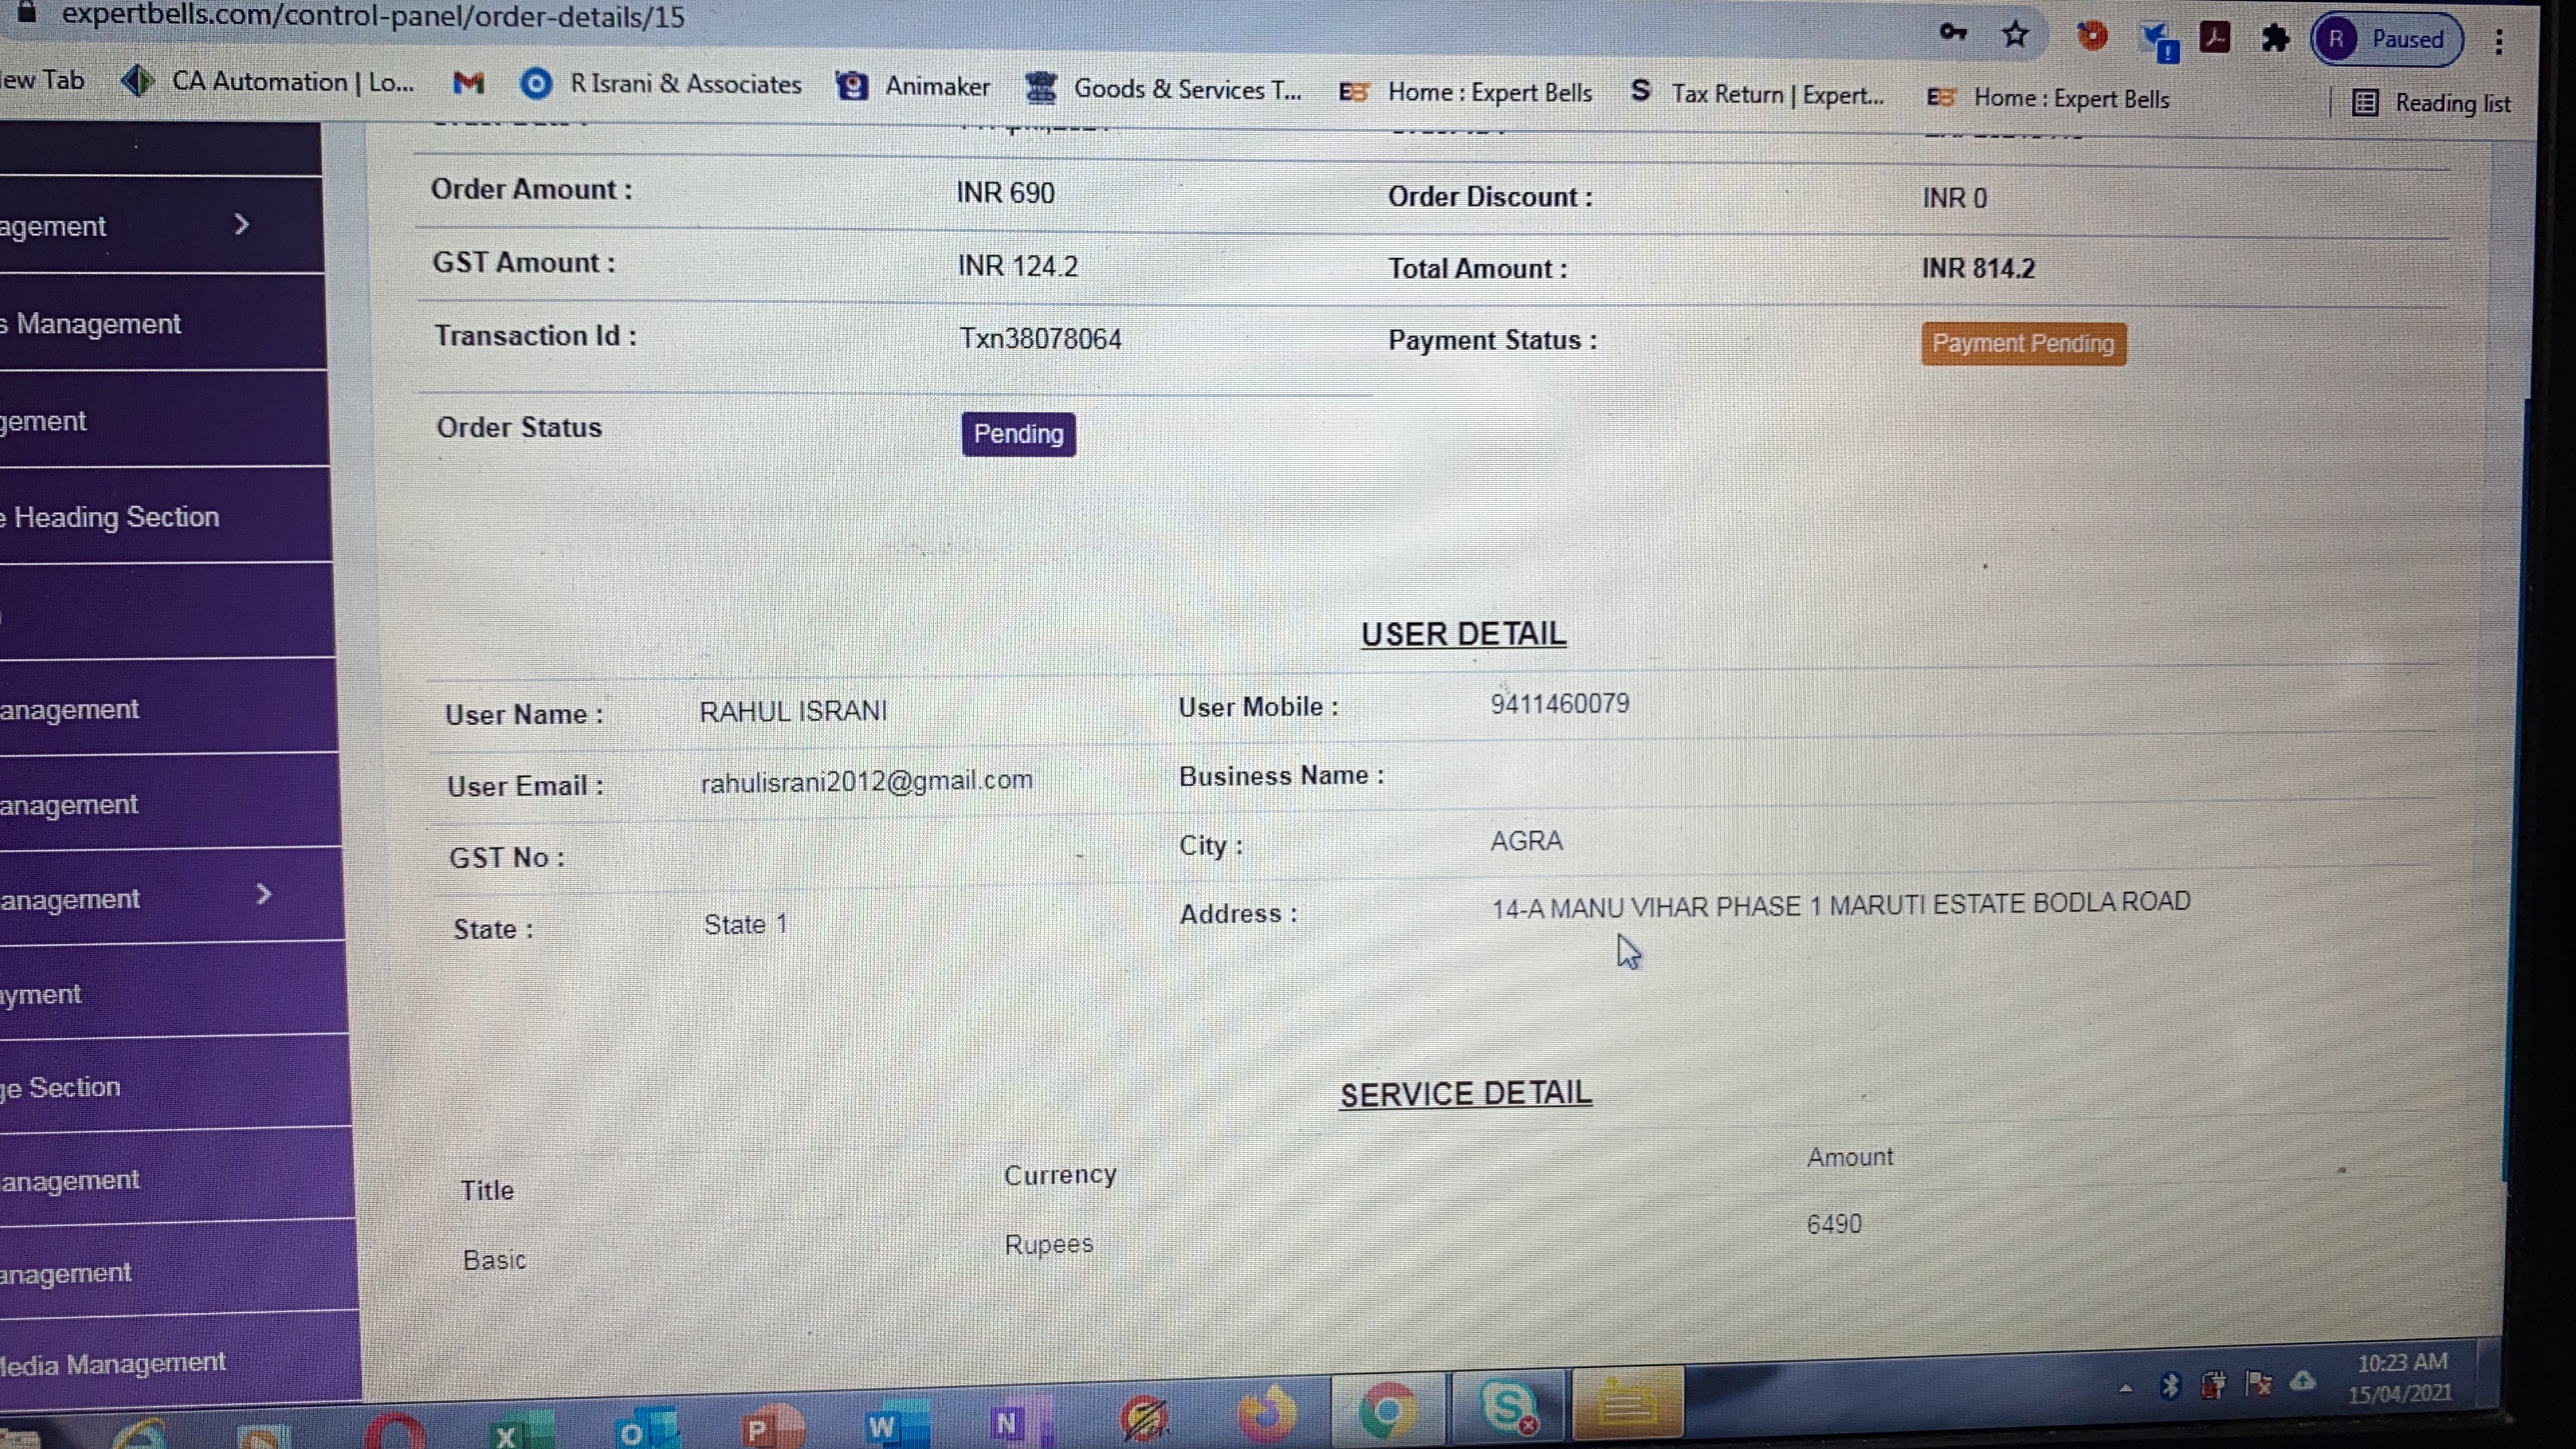 expertbells.com/control-panel/order-details/15
R Paused
ew Tab CA Automation | Lo... R Israni & Associates Animaker Goods & Services T... EB Home : Expert Bells S Tax Return | Expert... EB Home : Expert Bells Reading list
agement
Order Amount : INR 690 Order Discount : INR 0
GST Amount : INR 124.2 Total Amount : INR 814.2
s Management
Transaction Id : Txn38078064 Payment Status : Payment Pending
gement
Order Status Pending
e Heading Section
USER DETAIL
anagement
User Name : RAHUL ISRANI User Mobile : 9411460079
anagement
User Email : rahulisrani2012@gmail.com Business Name :
GST No : City : AGRA
anagement
State : State 1 Address : 14-A MANU VIHAR PHASE 1 MARUTI ESTATE BODLA ROAD
ayment
ge Section
SERVICE DETAIL
anagement
Title Currency Amount
anagement
Basic Rupees 6490
Media Management
10:23 AM
15/04/2021